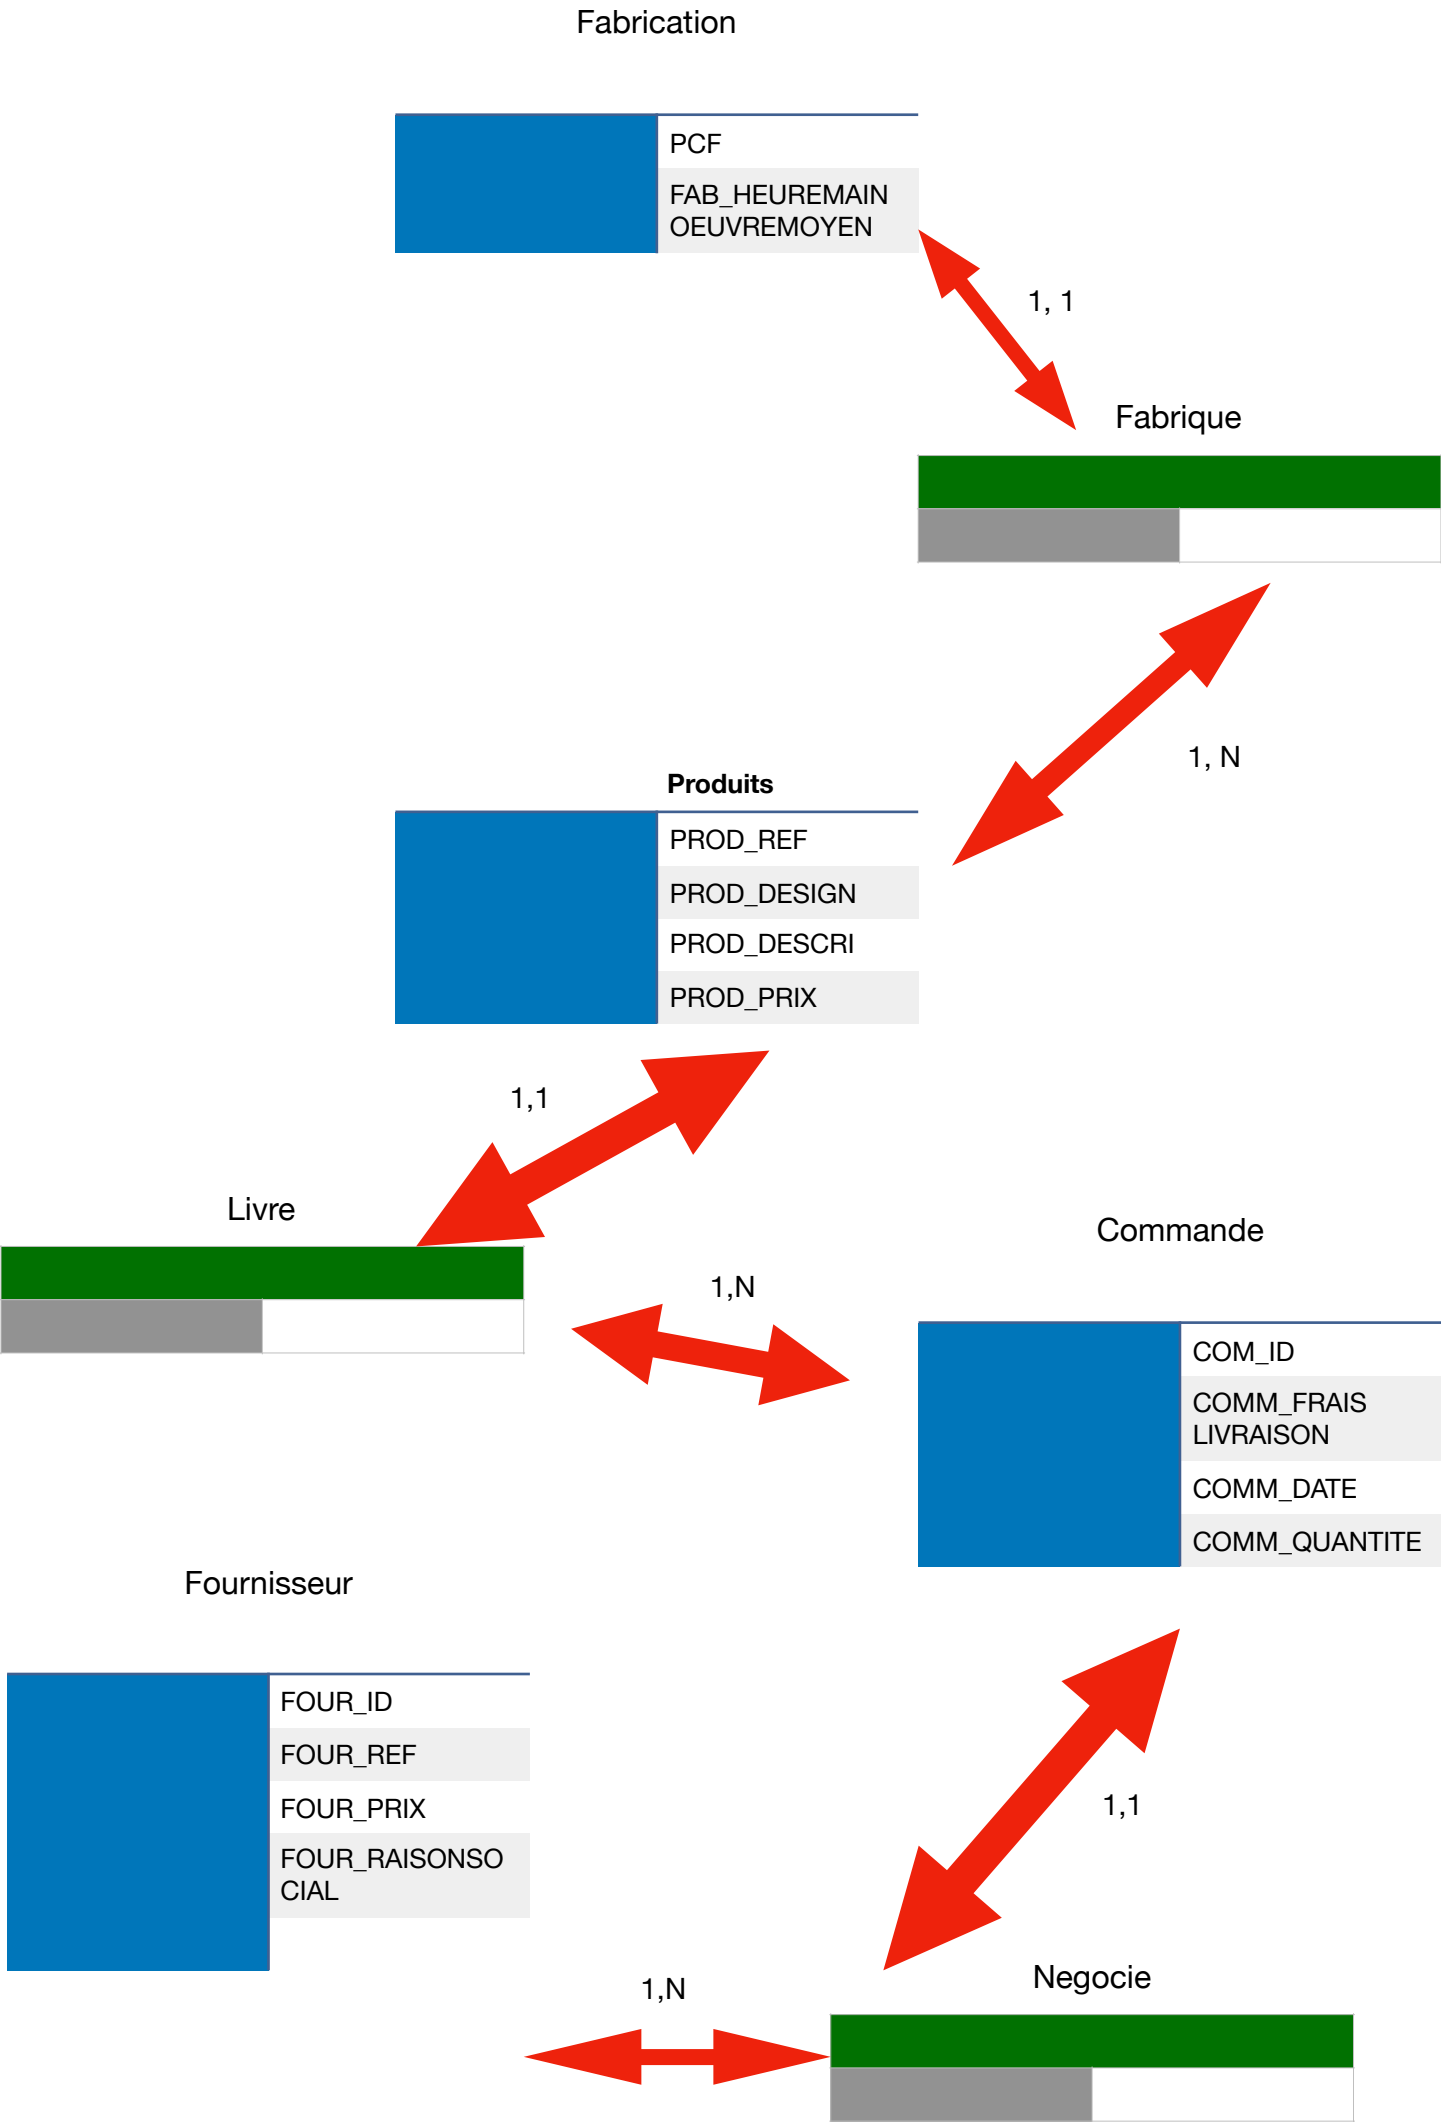 Fabrication
PCF
FAB_HEUREMAIN
OEUVREMOYEN
1, 1
Fabrique
1, N
Produits
PROD_REF
PROD_DESIGN
PROD_DESCRI
PROD_PRIX
1,1
Livre
Commande
1,N
COM_ID
COMM_FRAIS
LIVRAISON
COMM_DATE
COMM_QUANTITE
Fournisseur
FOUR_ID
FOUR_REF
FOUR_PRIX
FOUR_RAISONSO
CIAL
1,1
Negocie
1,N